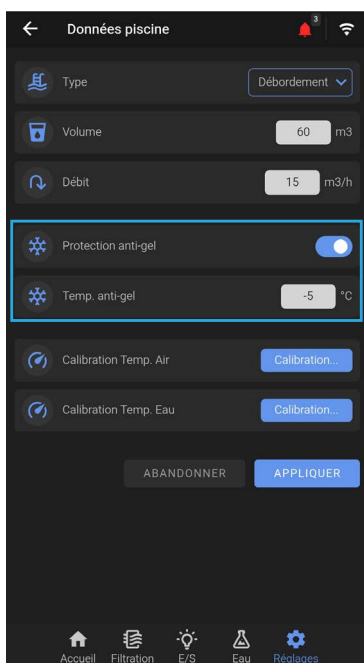 Données piscine
3
Type
Débordement
Volume
60 m3
Débit
15 m3/h
Protection anti-gel
Temp. anti-gel
-5 °C
Calibration Temp. Air
Calibration...
Calibration Temp. Eau
Calibration...
ABANDONNER
APPLIQUER
Accueil Filtration E/S Eau Réglages